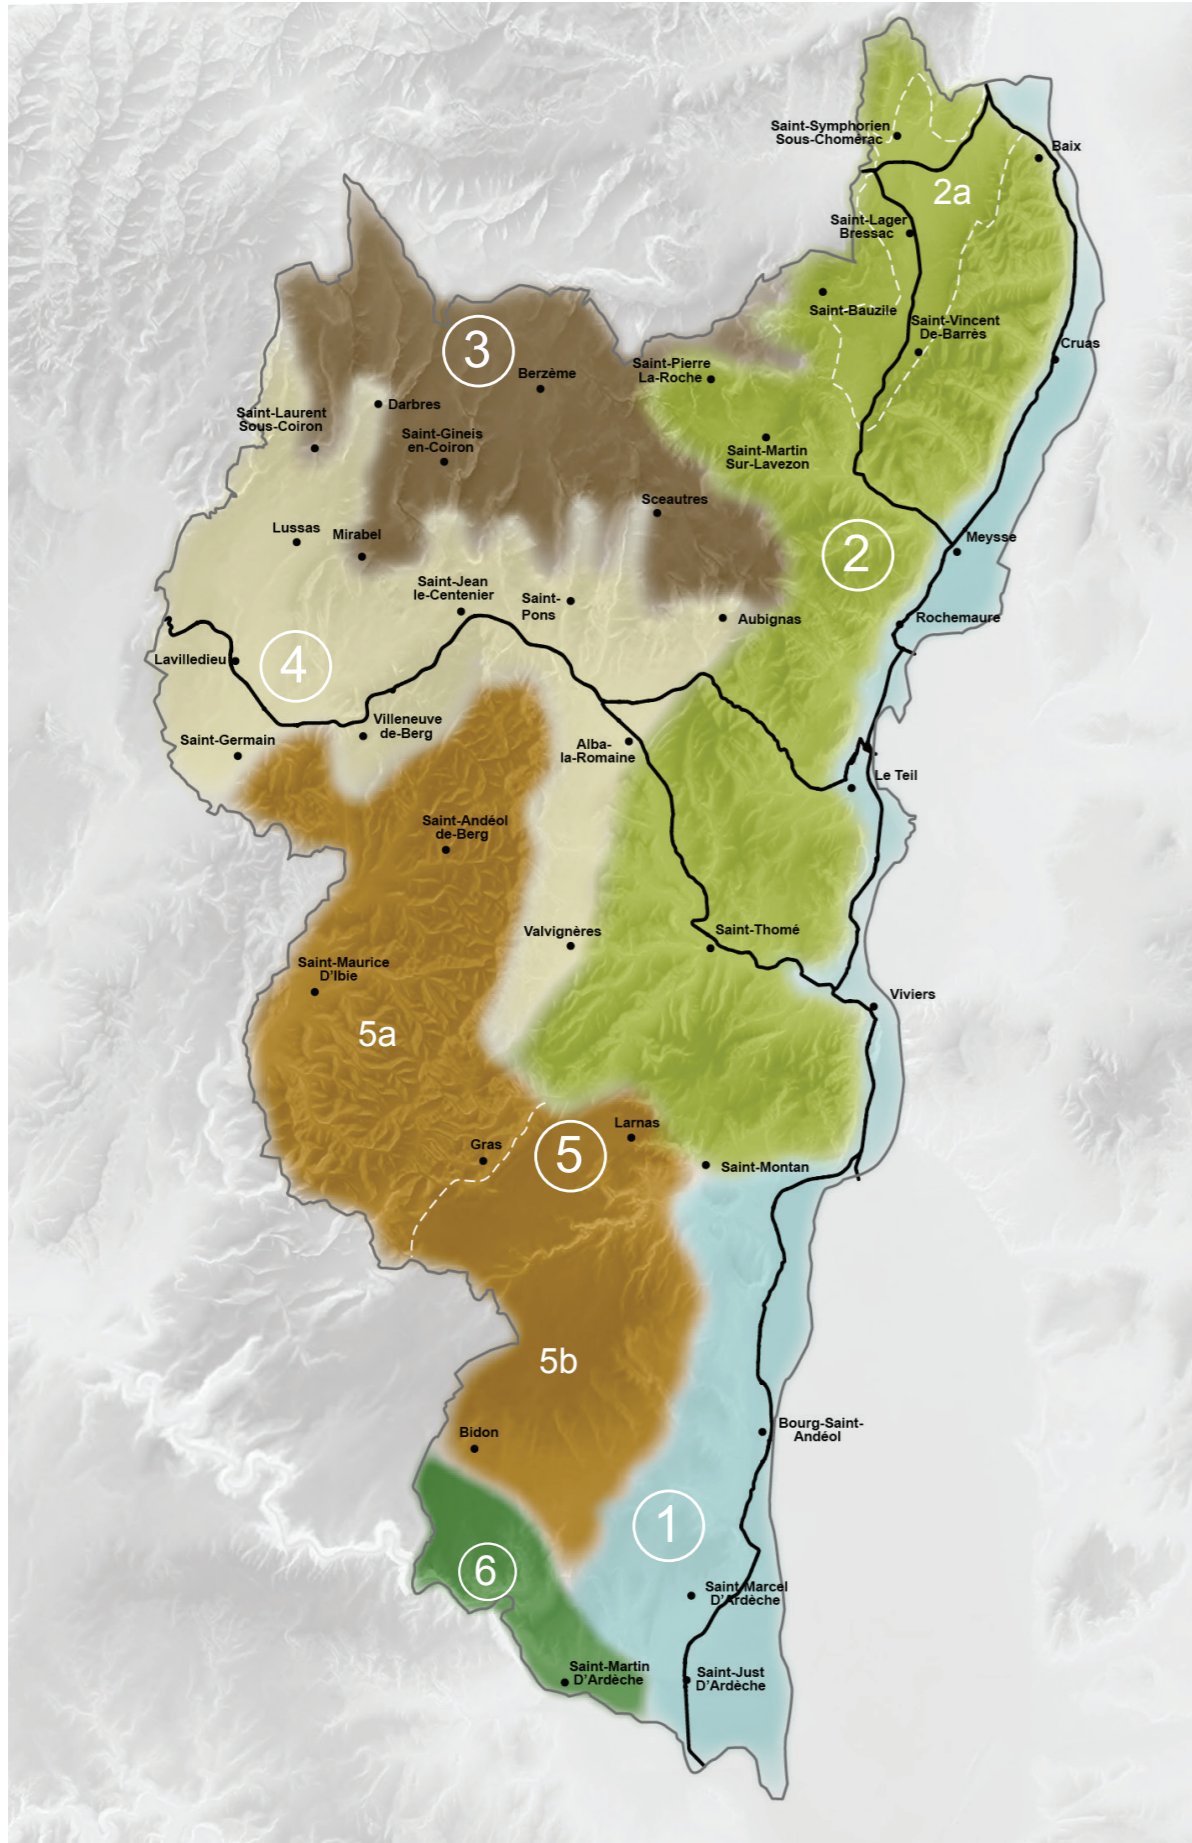 Saint-Symphorien
Sous-Chomérac
Baix
2a
Saint-Lager
Bressac
Saint-Bauzile
Saint-Vincent
De-Barrès
Cruas
3
Saint-Pierre
La-Roche
Berzème
Darbres
Saint-Laurent
Sous-Coiron
Saint-Gineis
en-Coiron
Saint-Martin
Sur-Lavezon
Sceautres
Lussas
Mirabel
2
Meysse
Saint-Jean
le-Centenier
Saint-
Pons
Aubignas
Rochemaure
Lavilledieu
4
Villeneuve
de-Berg
Saint-Germain
Alba-
la-Romaine
Le Teil
Saint-Andéol
de-Berg
Valvignères
Saint-Thomé
Saint-Maurice
D'Ibie
Viviers
5a
Larnas
Gras
5
Saint-Montan
5b
Bidon
Bourg-Saint-
Andéol
1
6
Saint Marcel
D'Ardèche
Saint-Martin
D'Ardèche
Saint-Just
D'Ardèche